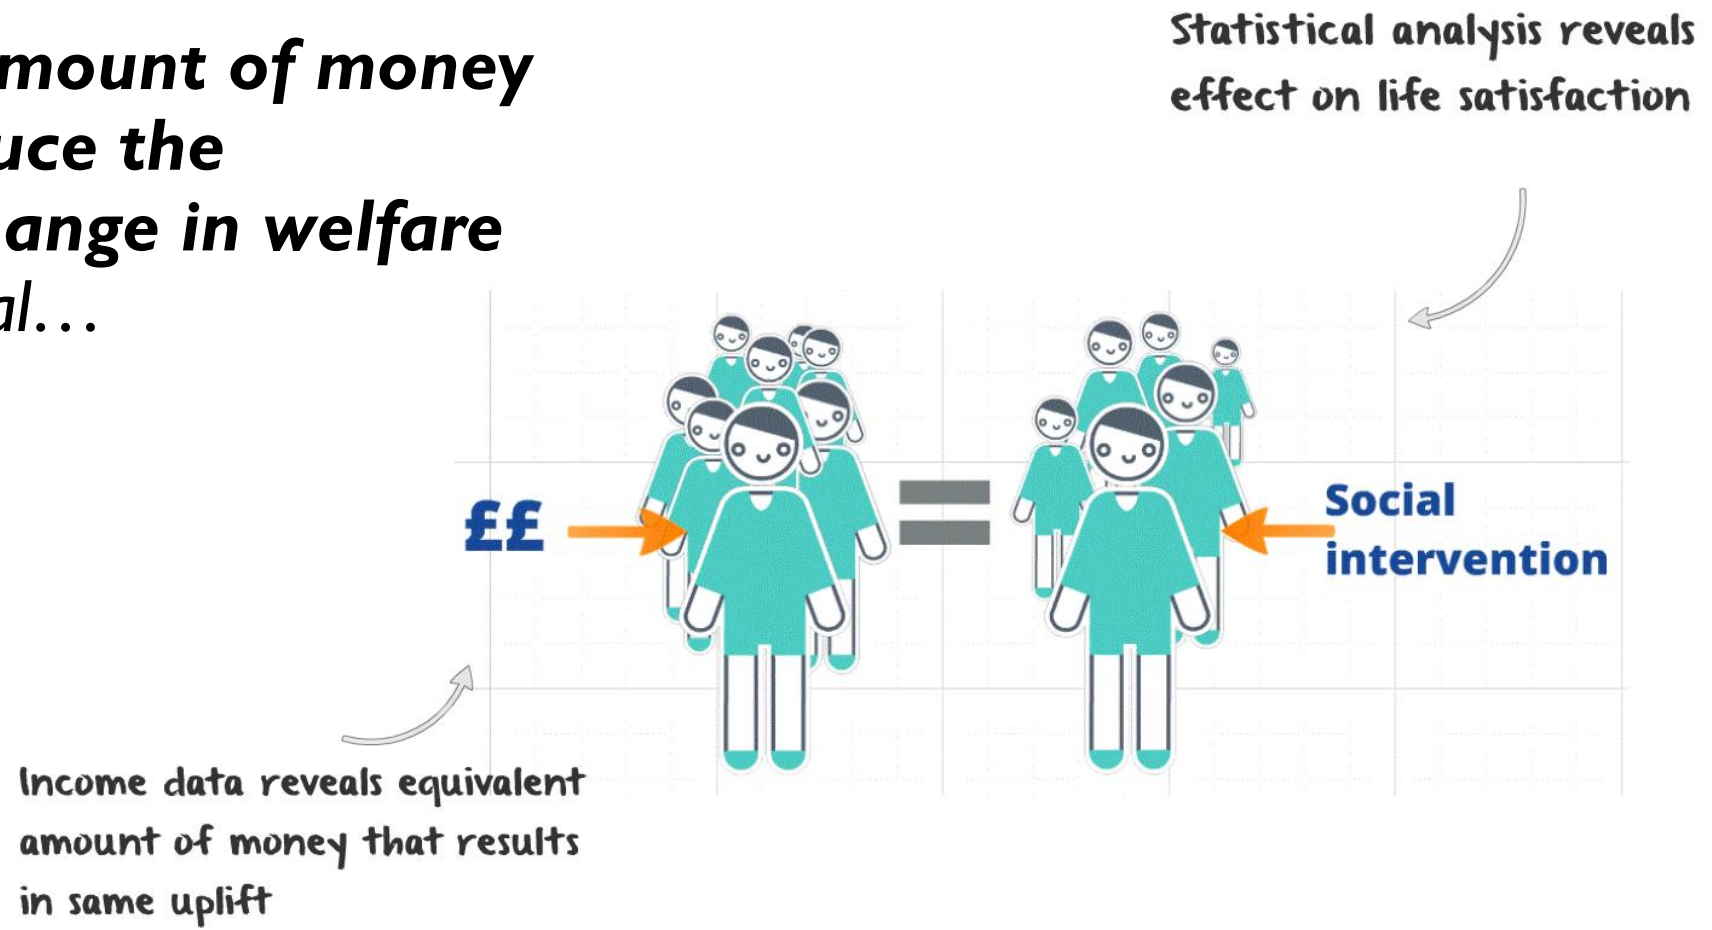 mount of money
uce the
ange in welfare
al…
Statistical analysis reveals
effect on life satisfaction
££
Social
intervention
Income data reveals equivalent
amount of money that results
in same uplift